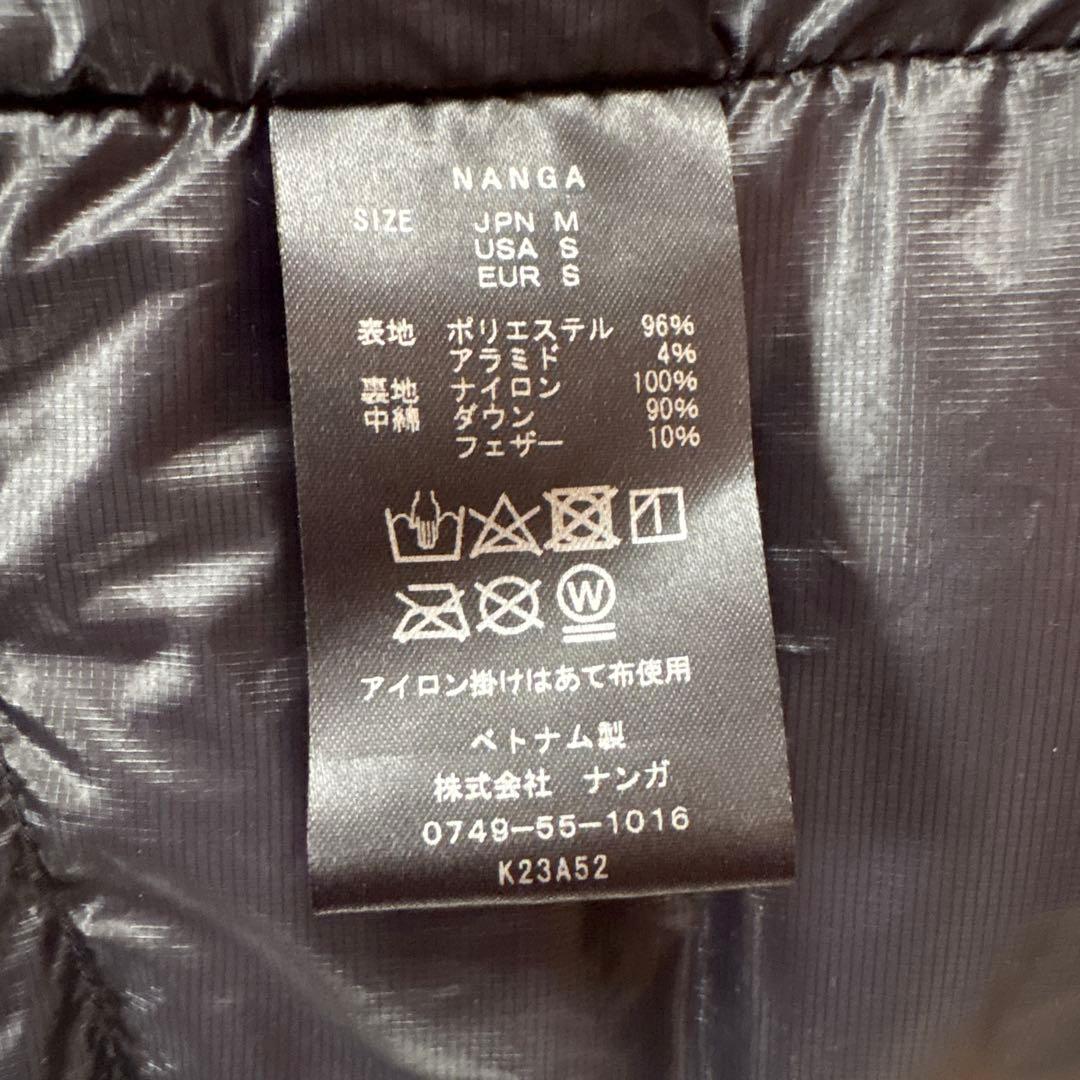 NANGA
SIZE JPN M
USA S
EUR S
表地 ポリエステル 96%
アラミド 4%
裏地 ナイロン 100%
中綿 ダウン 90%
フェザー 10%
W
アイロン掛けはあて布使用
ベトナム製
株式会社 ナンガ
0749-55-1016
K23A52